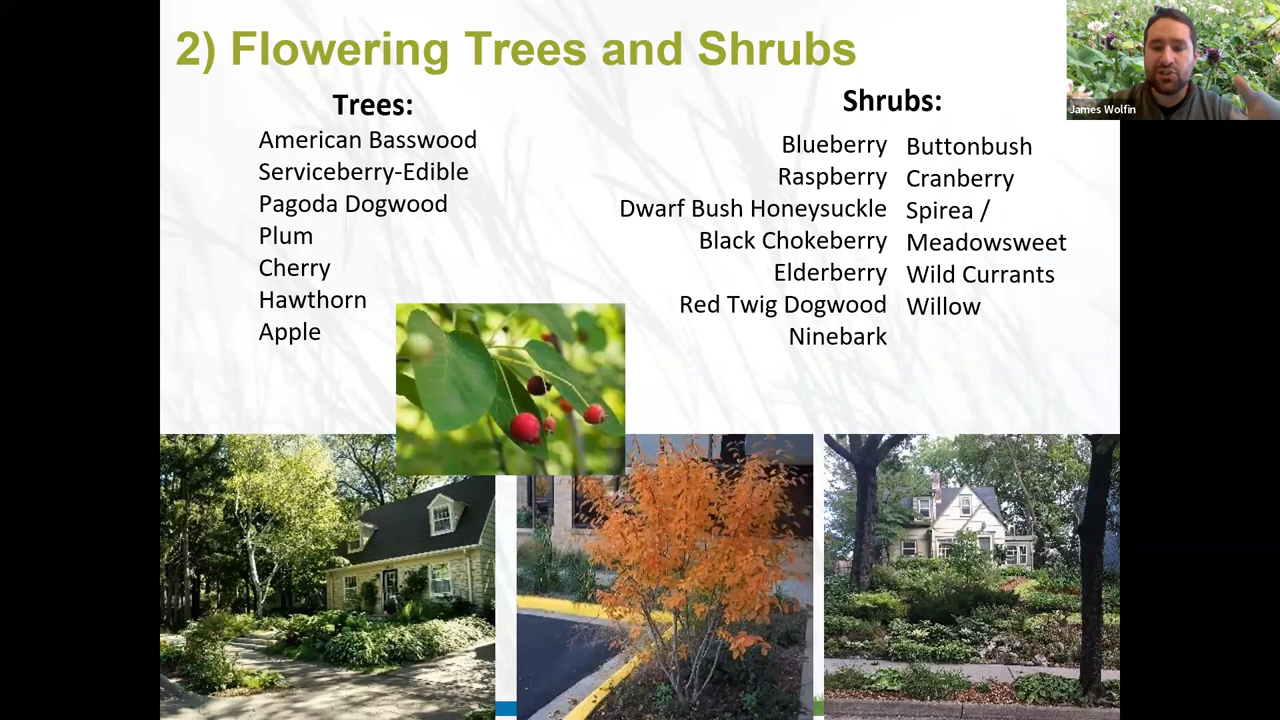 2) Flowering Trees and Shrubs
James Wolfin
Trees:
American Basswood
Serviceberry-Edible
Pagoda Dogwood
Plum
Cherry
Hawthorn
Apple
Shrubs:
Blueberry
Raspberry
Dwarf Bush Honeysuckle
Black Chokeberry
Elderberry
Red Twig Dogwood
Ninebark
Buttonbush
Cranberry
Spirea /
Meadowsweet
Wild Currants
Willow